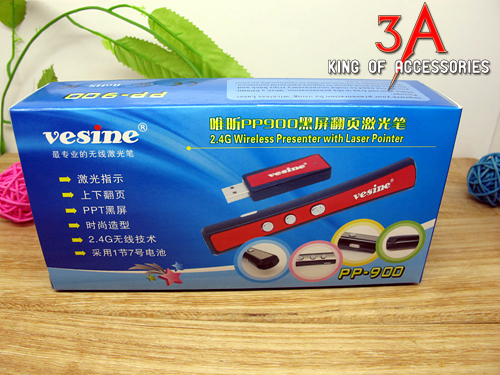 3A
KING OF ACCESSORIES
PP-900
RoHS
vesine®
最专业的无线激光笔
唯昕PP900黑屏翻页激光笔
2.4G Wireless Presenter with Laser Pointer
激光指示
上下翻页
PPT黑屏
时尚造型
2.4G无线技术
采用1节7号电池
vesine
vesine®
PP-900